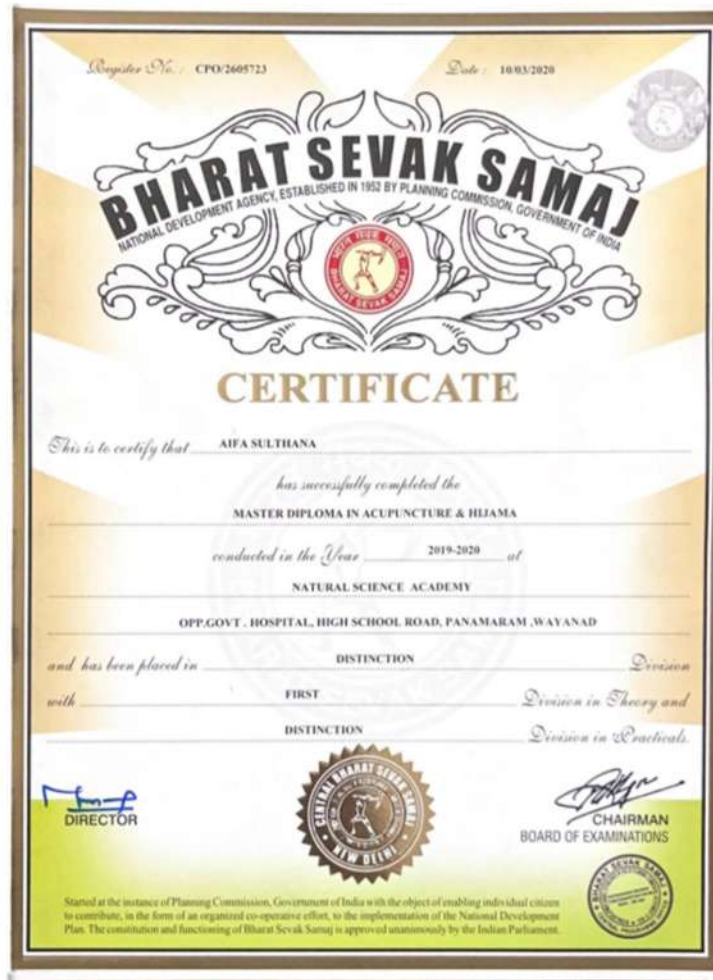 Register No. : CPO/2605723 Date : 10/03/2020
BHARAT SEVAK SAMAJ
NATIONAL DEVELOPMENT AGENCY, ESTABLISHED IN 1952 BY PLANNING COMMISSION, GOVERNMENT OF INDIA
भारत सेवक समाज
BHARAT SEVAK SAMAJ
CERTIFICATE
This is to certify that AIFA SULTHANA
has successfully completed the
MASTER DIPLOMA IN ACUPUNCTURE & HIJAMA
conducted in the Year 2019-2020 at
NATURAL SCIENCE ACADEMY
OPP.GOVT . HOSPITAL, HIGH SCHOOL ROAD, PANAMARAM ,WAYANAD
and has been placed in DISTINCTION Division
with FIRST Division in Theory and
DISTINCTION Division in Practicals.
DIRECTOR
CENTRAL BHARAT SEVAK SAMAJ
NEW DELHI
CHAIRMAN
BOARD OF EXAMINATIONS
BHARAT SEVAK SAMAJ
Started at the instance of Planning Commission, Government of India with the object of enabling individual citizen
to contribute, in the form of an organized co-operative effort, to the implementation of the National Development
Plan. The constitution and functioning of Bharat Sevak Samaj is approved unanimously by the Indian Parliament.